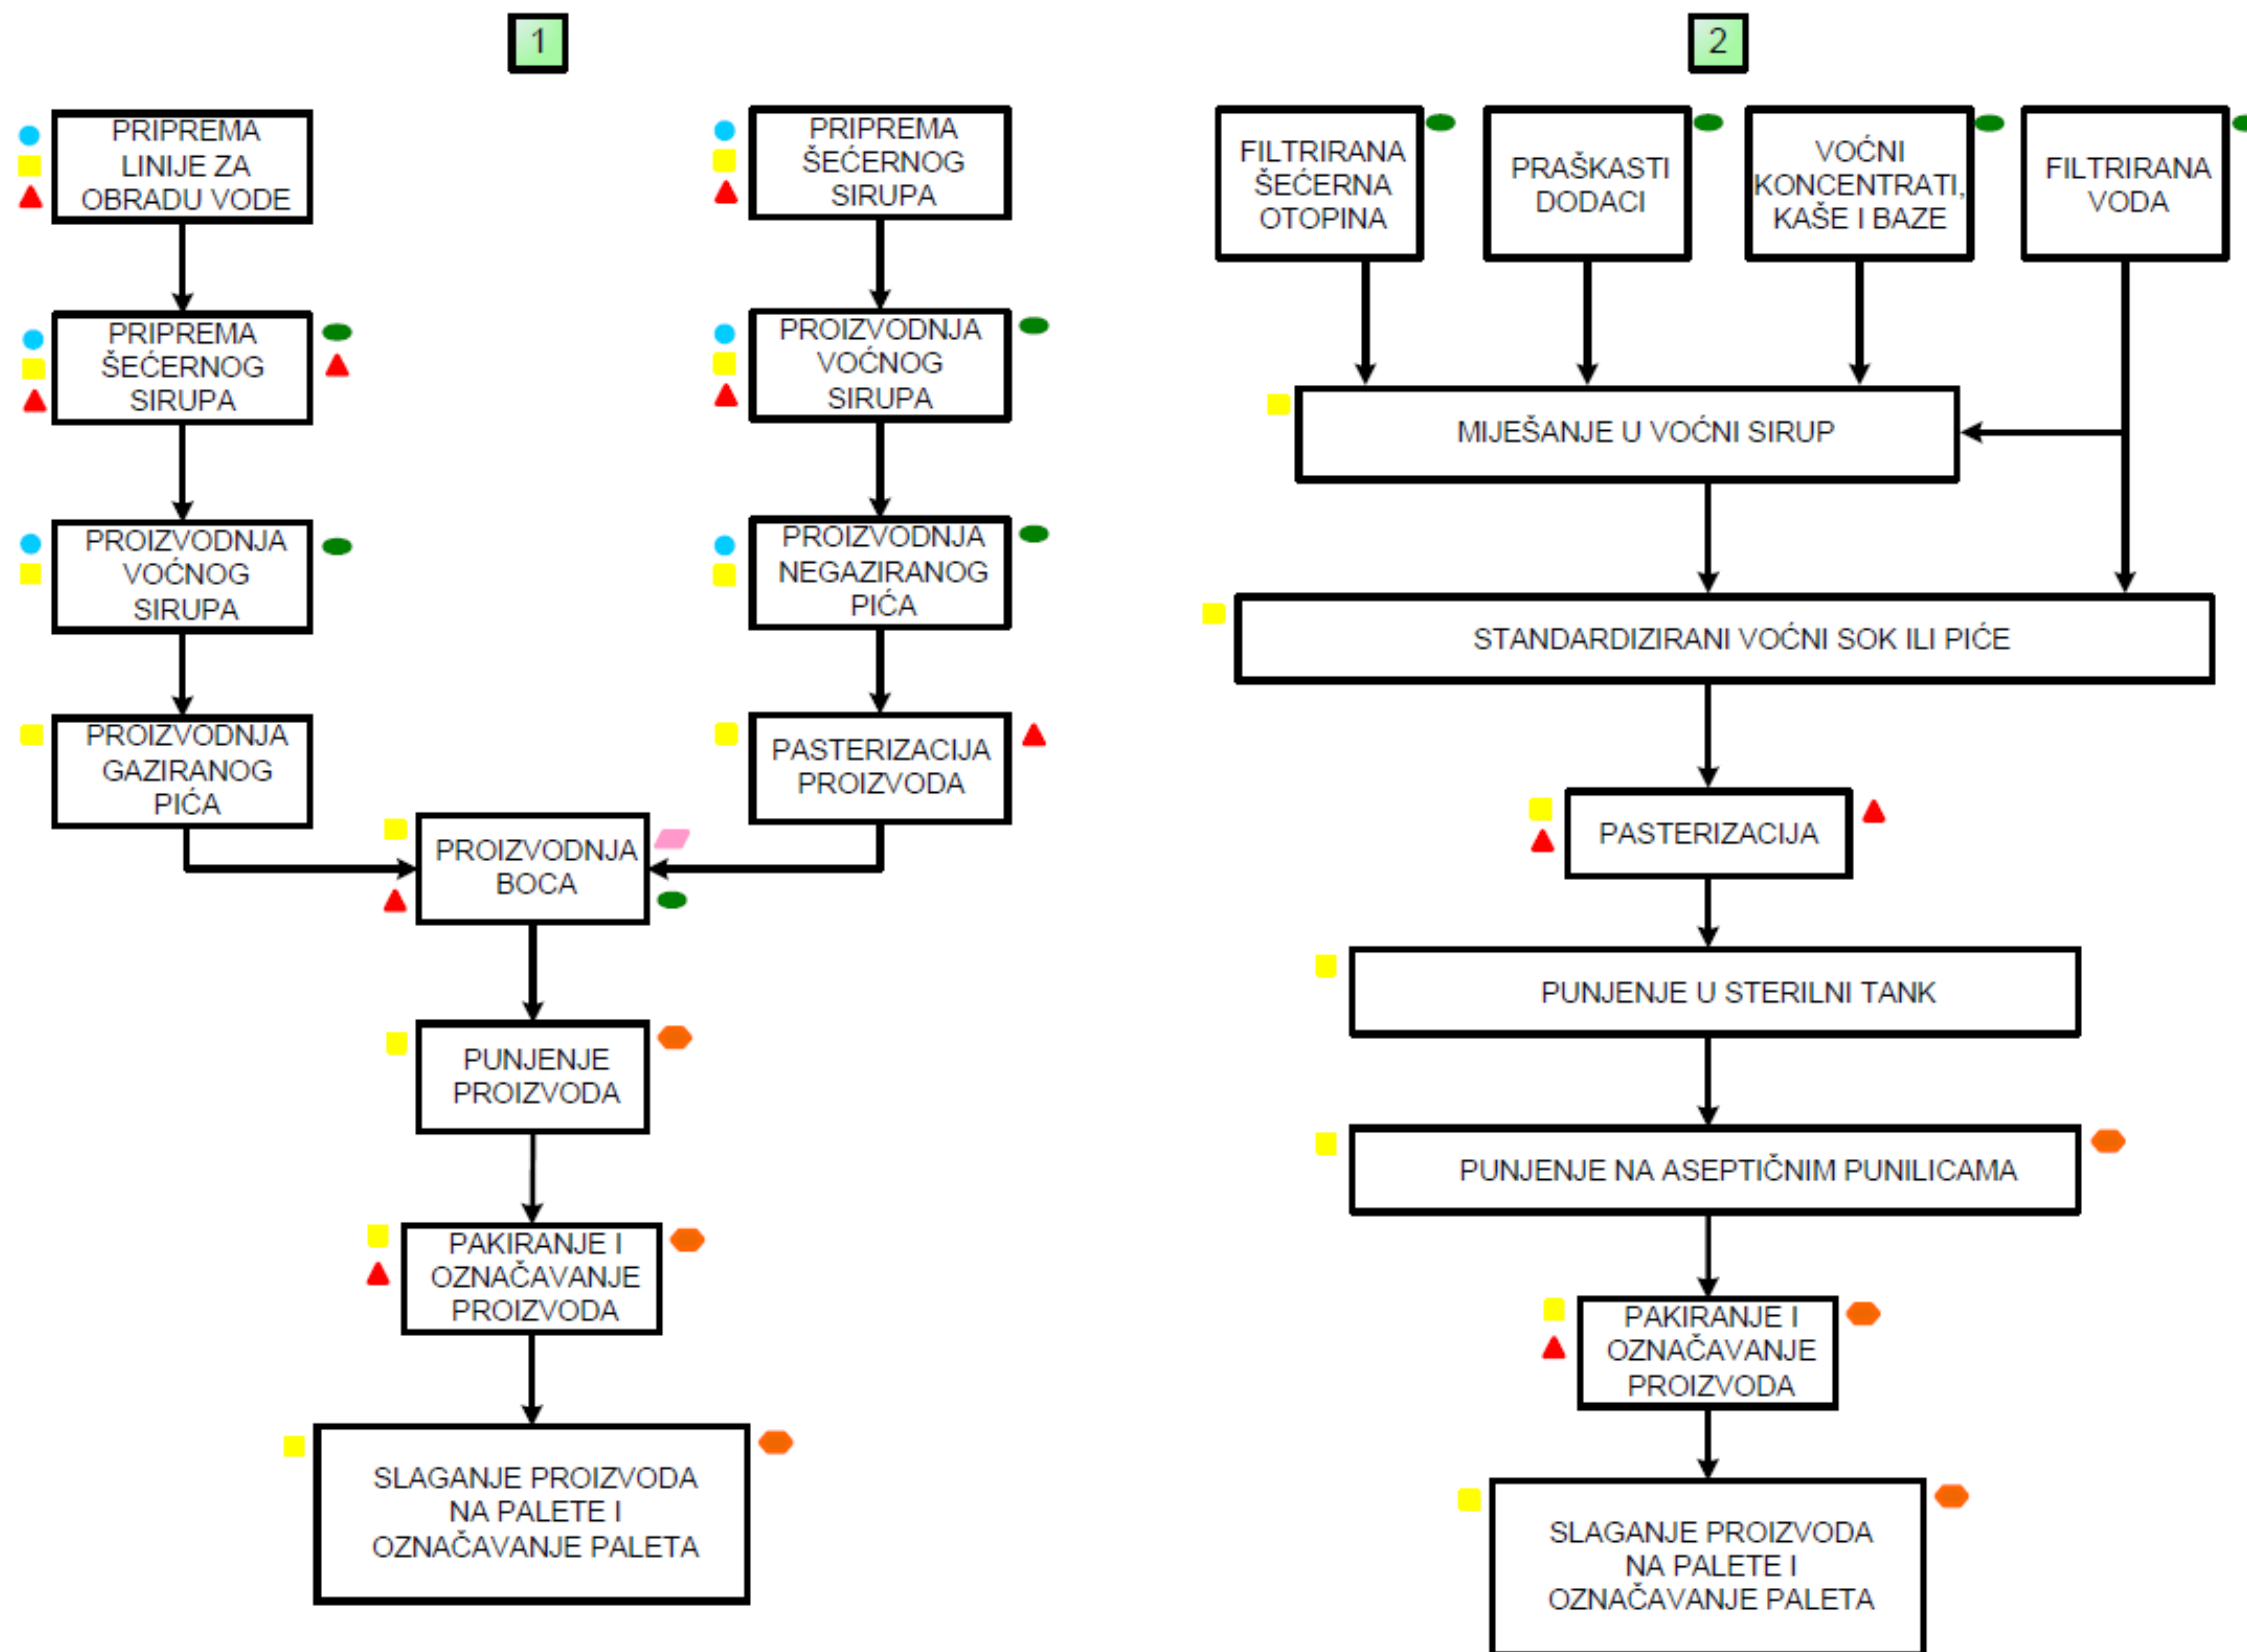 1
PRIPREMA
LINIJE ZA
OBRADU VODE
PRIPREMA
ŠEĆERNOG
SIRUPA
PROIZVODNJA
VOĆNOG
SIRUPA
PROIZVODNJA
GAZIRANOG
PIĆA
PRIPREMA
ŠEĆERNOG
SIRUPA
PROIZVODNJA
VOĆNOG
SIRUPA
PROIZVODNJA
NEGAZIRANOG
PIĆA
PASTERIZACIJA
PROIZVODA
PROIZVODNJA
BOCA
PUNJENJE
PROIZVODA
PAKIRANJE I
OZNAČAVANJE
PROIZVODA
SLAGANJE PROIZVODA
NA PALETE I
OZNAČAVANJE PALETA
2
FILTRIRANA
ŠEĆERNA
OTOPINA
PRAŠKASTI
DODACI
VOĆNI
KONCENTRATI,
KAŠE I BAZE
FILTRIRANA
VODA
MIJEŠANJE U VOĆNI SIRUP
STANDARDIZIRANI VOĆNI SOK ILI PIĆE
PASTERIZACIJA
PUNJENJE U STERILNI TANK
PUNJENJE NA ASEPTIČNIM PUNILICAMA
PAKIRANJE I
OZNAČAVANJE
PROIZVODA
SLAGANJE PROIZVODA
NA PALETE I
OZNAČAVANJE PALETA